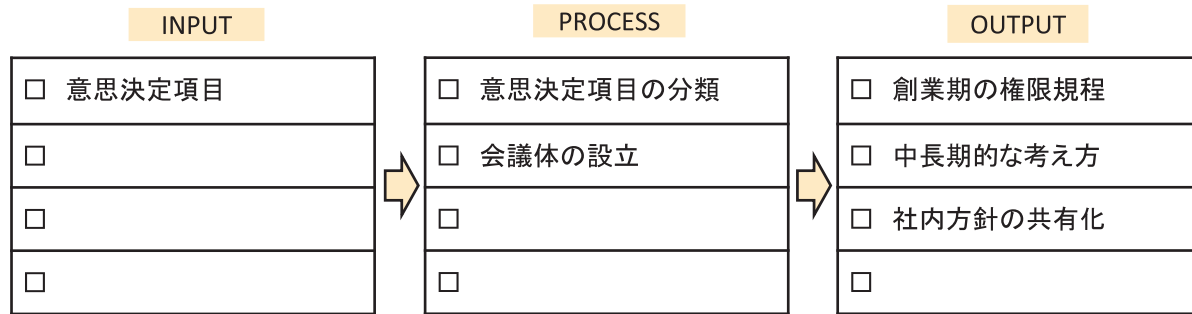 INPUT
PROCESS
OUTPUT
□ 意思決定項目
□ 意思決定項目の分類
□ 創業期の権限規程
□
□ 会議体の設立
□ 中長期的な考え方
□
□
□ 社内方針の共有化
□
□
□